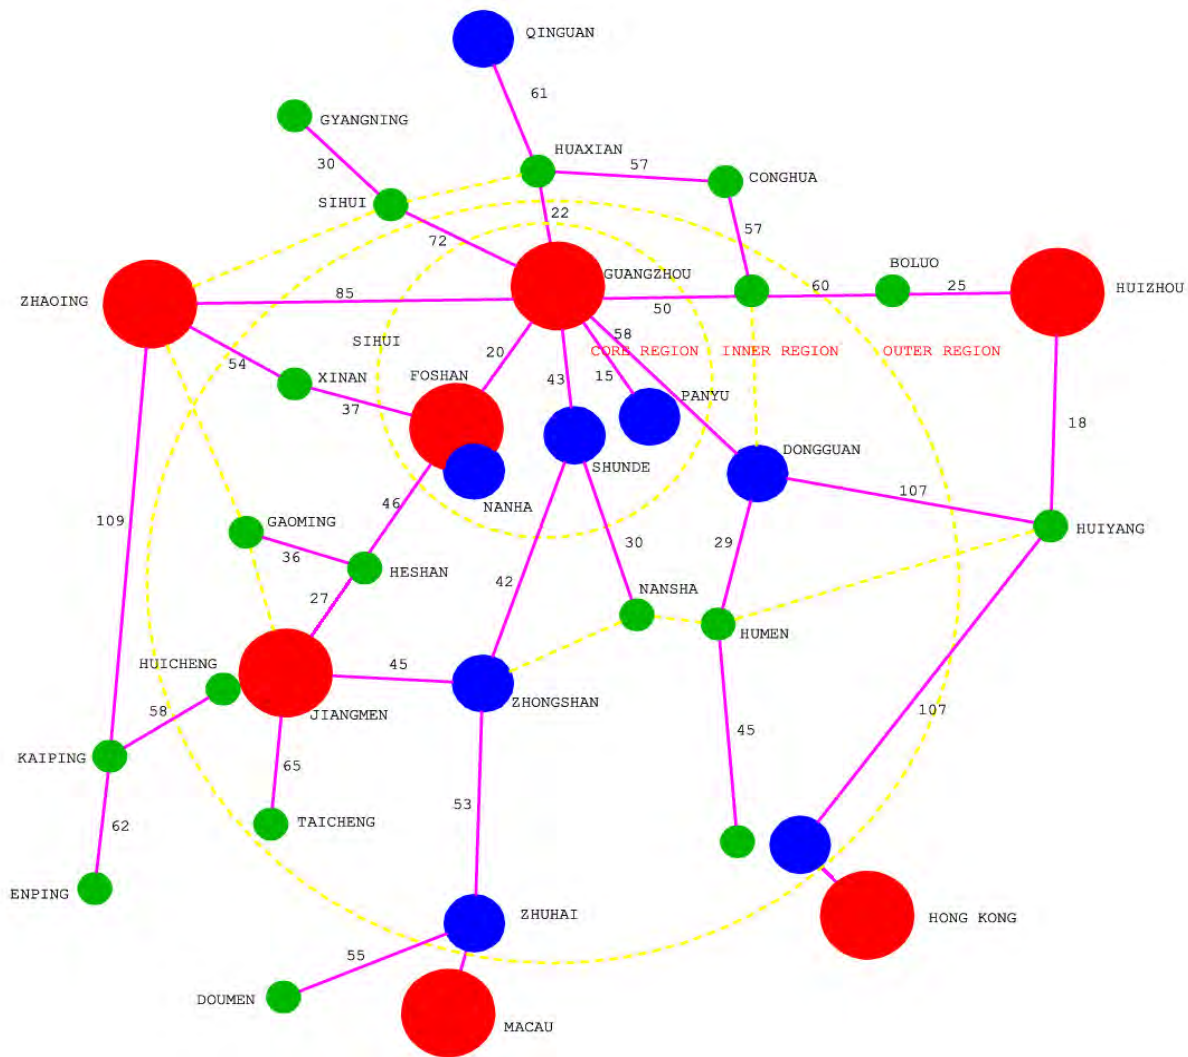 QINGUAN
61
GYANGNING
HUAXIAN
57
CONGHUA
30
SIHUI
22
72
57
BOLUO
GUANGZHOU
ZHAOING
85
50
60
25
HUIZHOU
58
SIHUI
20
CORE REGION
INNER REGION
OUTER REGION
54
XINAN
FOSHAN
43
15
PANYU
37
18
SHUNDE
DONGGUAN
107
46
NANHA
109
GAOMING
HUIYANG
36
HESHAN
30
29
42
NANSHA
27
HUMEN
HUICHENG
45
ZHONGSHAN
58
JIANGMEN
107
45
KAIPING
65
53
62
TAICHENG
ENPING
ZHUHAI
HONG KONG
55
DOUMEN
MACAU